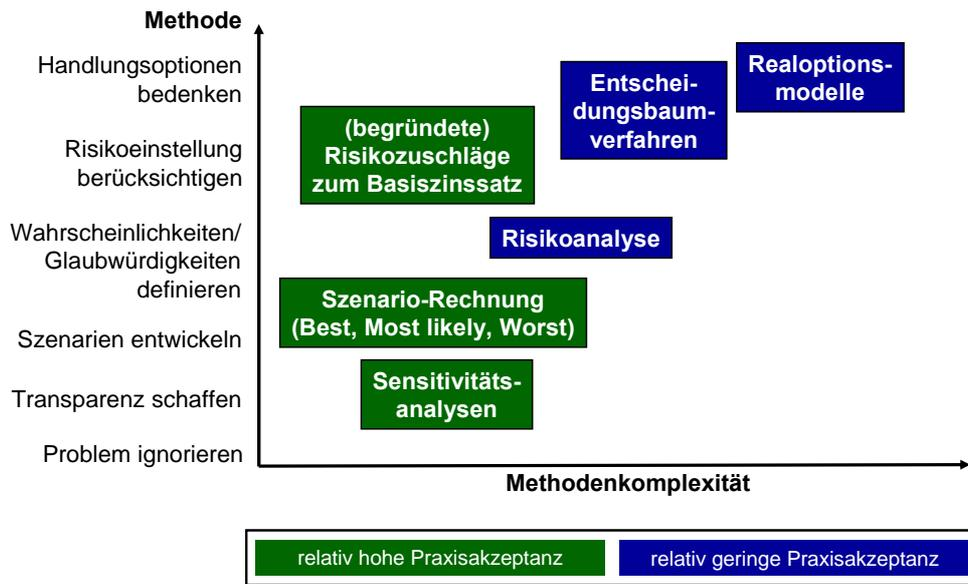 Methode
Handlungsoptionen
bedenken
Risikoeinstellung
berücksichtigen
Wahrscheinlichkeiten/
Glaubwürdigkeiten
definieren
Szenarien entwickeln
Transparenz schaffen
Problem ignorieren
Realoptions-
modelle
Entschei-
dungsbaum-
verfahren
(begründete)
Risikozuschläge
zum Basiszinssatz
Risikoanalyse
Szenario-Rechnung
(Best, Most likely, Worst)
Sensitivitäts-
analysen
Methodenkomplexität
relativ hohe Praxisakzeptanz
relativ geringe Praxisakzeptanz